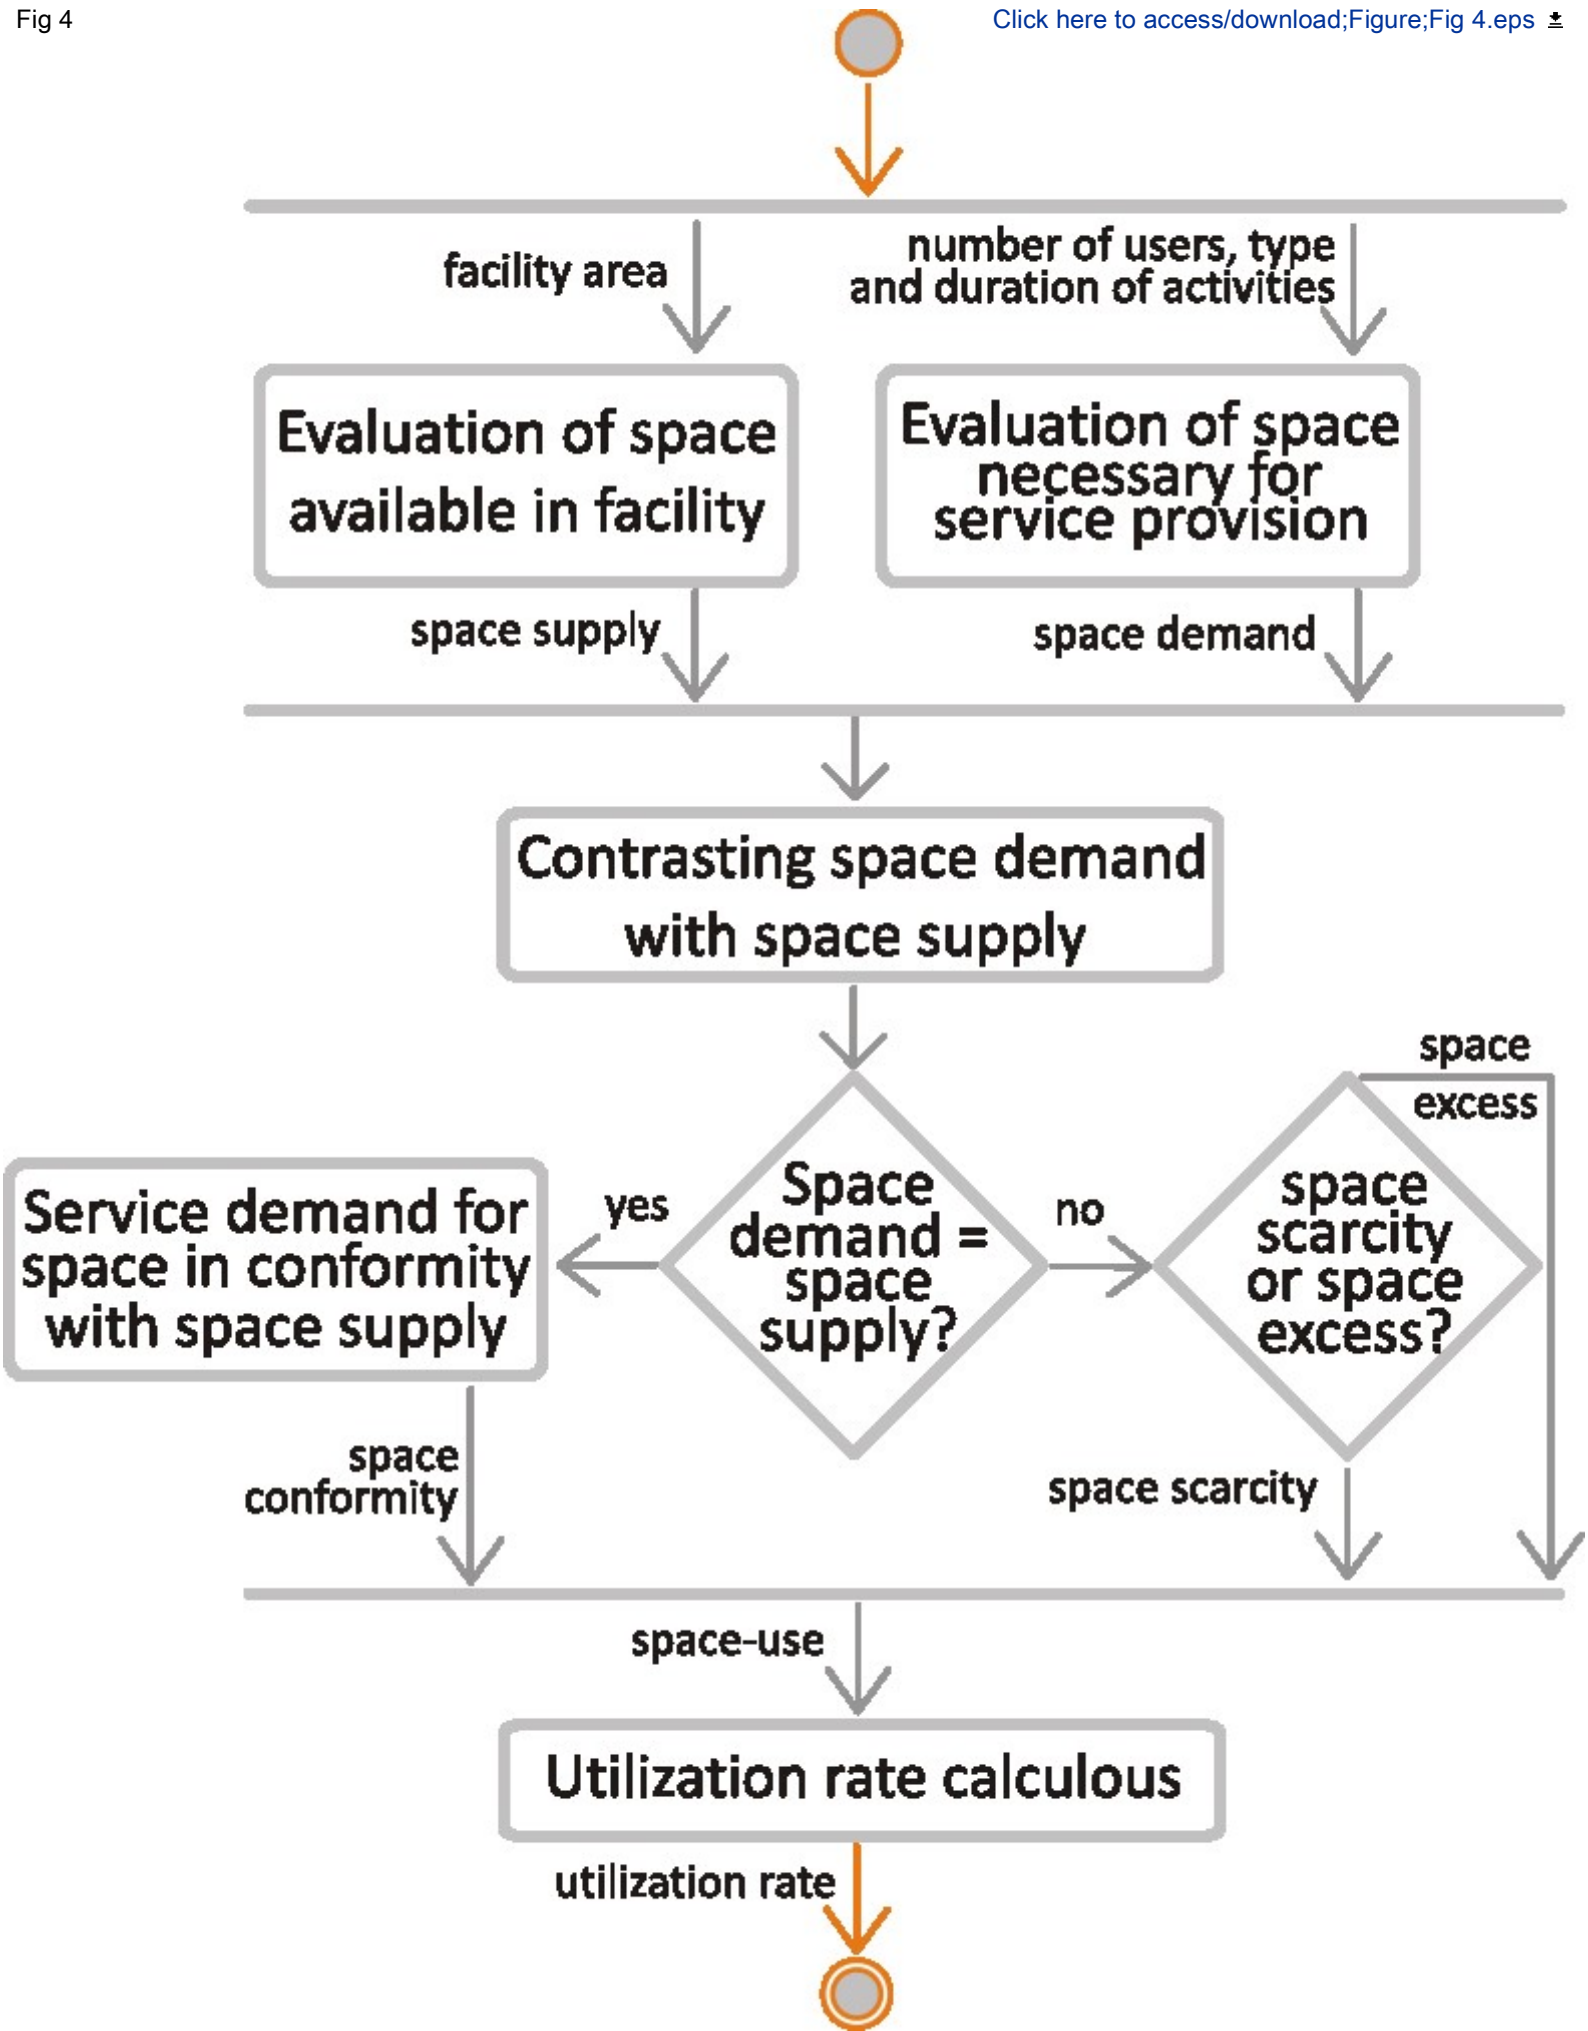 Fig 4
Click here to access/download;Figure;Fig 4.eps
facility area
number of users, type
and duration of activities
Evaluation of space
available in facility
Evaluation of space
necessary for
service provision
space supply
space demand
Contrasting space demand
with space supply
space
excess
Service demand for
space in conformity
with space supply
yes
Space
demand =
space
supply?
no
space
scarcity
or space
excess?
space
conformity
space scarcity
space-use
Utilization rate calculous
utilization rate